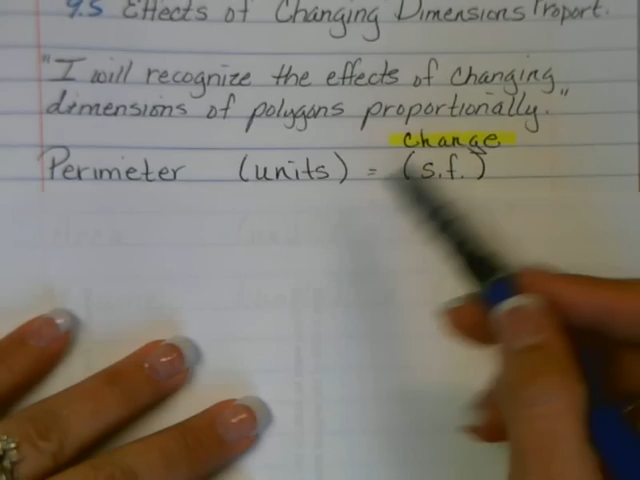 9.5 Effects of Changing Dimensions Proport.
"I will recognize the effects of changing
dimensions of polygons proportionally."
change
Perimeter (units) = (s.f.)